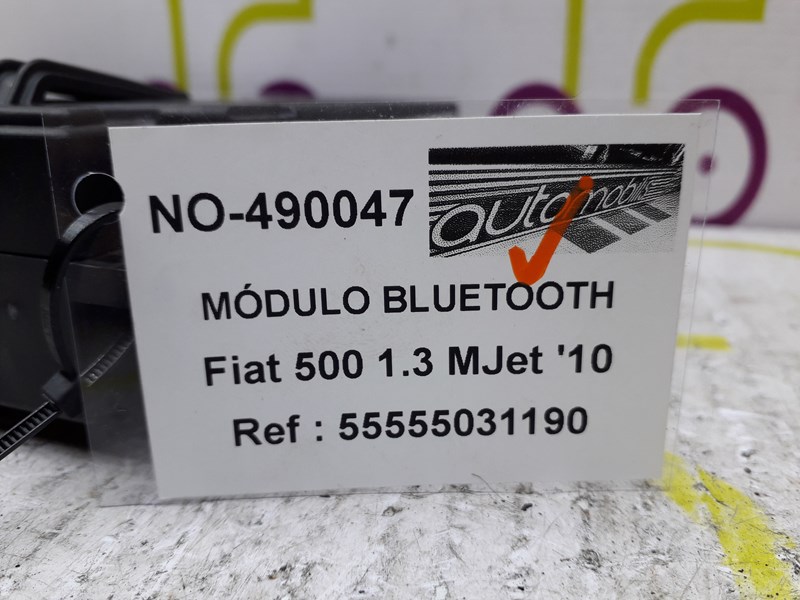 NO-490047
automobile
MÓDULO BLUETOOTH
Fiat 500 1.3 MJet '10
Ref : 55555031190